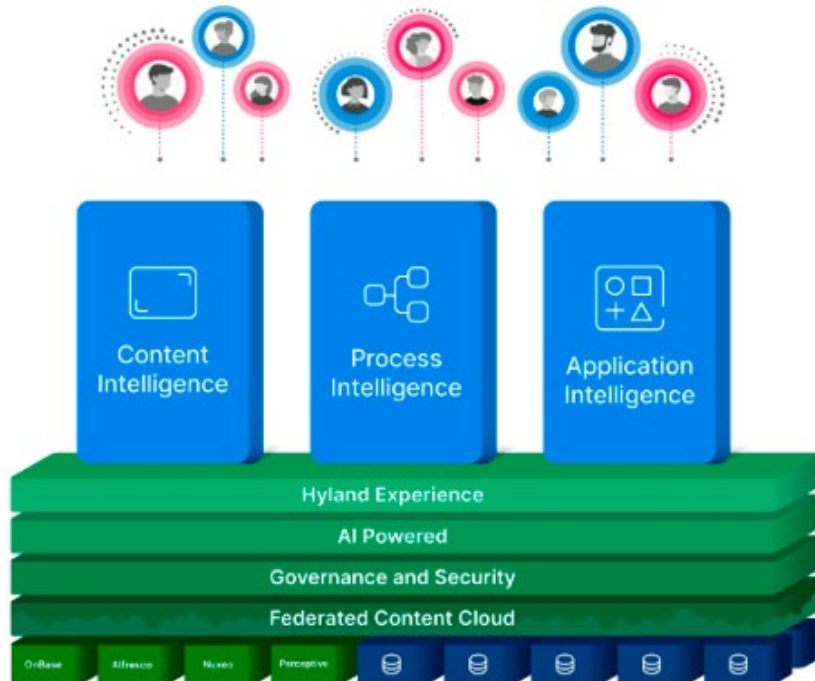 Content
Intelligence
Process
Intelligence
Application
Intelligence
Hyland Experience
AI Powered
Governance and Security
Federated Content Cloud
OnBase
Alfresco
Nuxeo
Perceptive